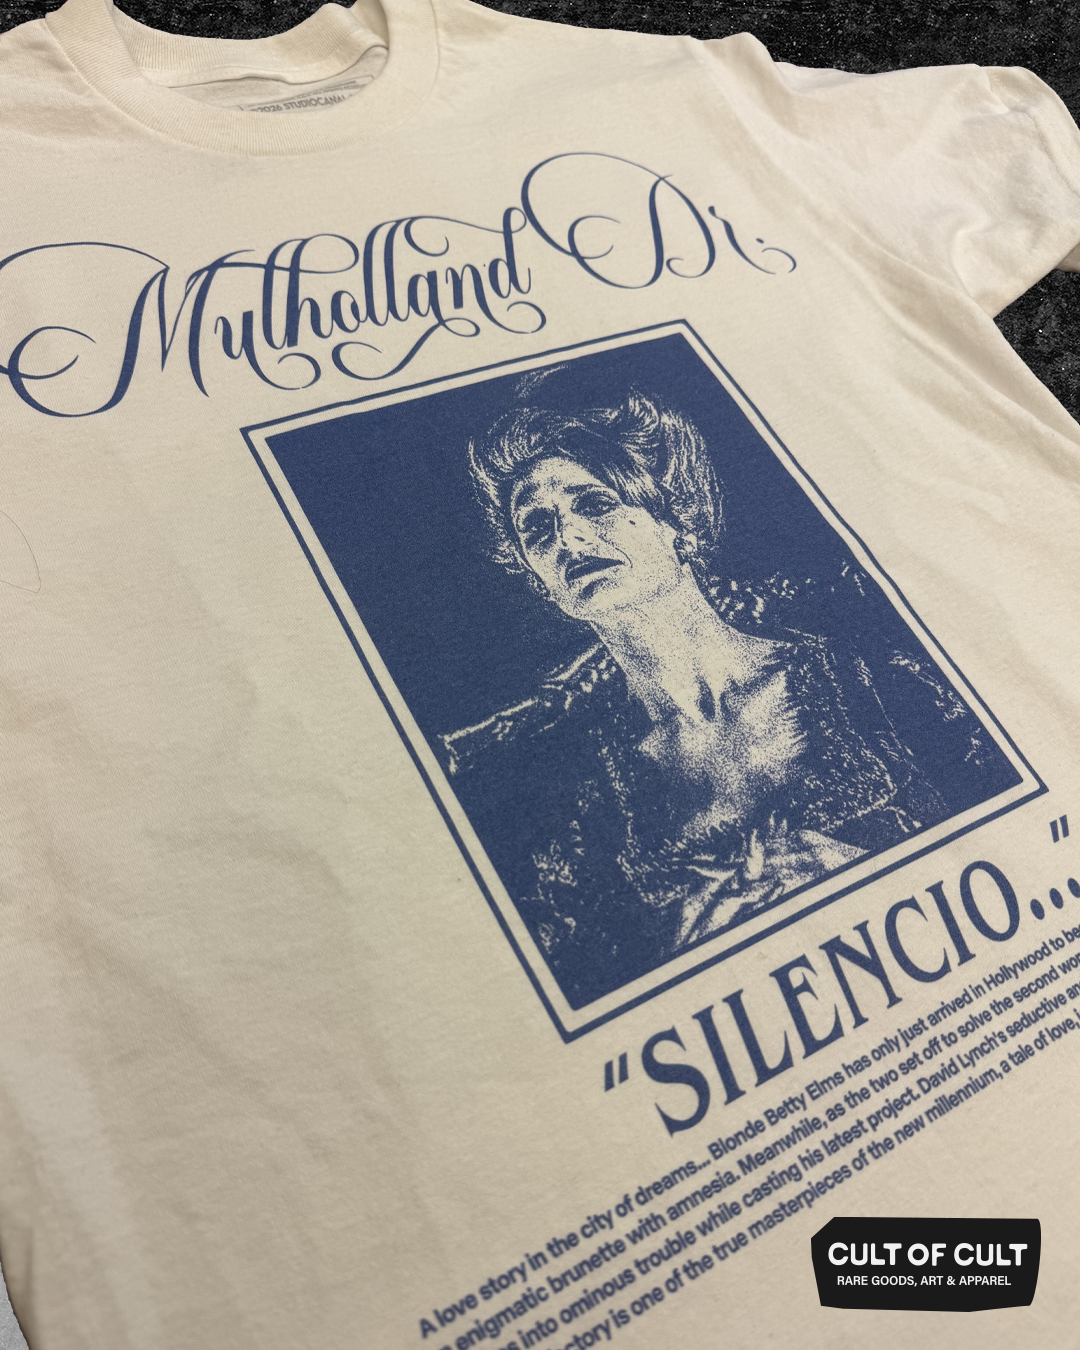 ©2026 STUDIOCANAL
Mulholland Dr.
"SILENCIO..."
A love story in the city of dreams... Blonde Betty Elms has only just arrived in Hollywood to
enigmatic brunette with amnesia. Meanwhile, as the two set off to solve the second
into ominous trouble while casting his latest project. David Lynch's seductive
is one of the true masterpieces of the new millennium, a tale of love,
CULT OF CULT
RARE GOODS, ART & APPAREL